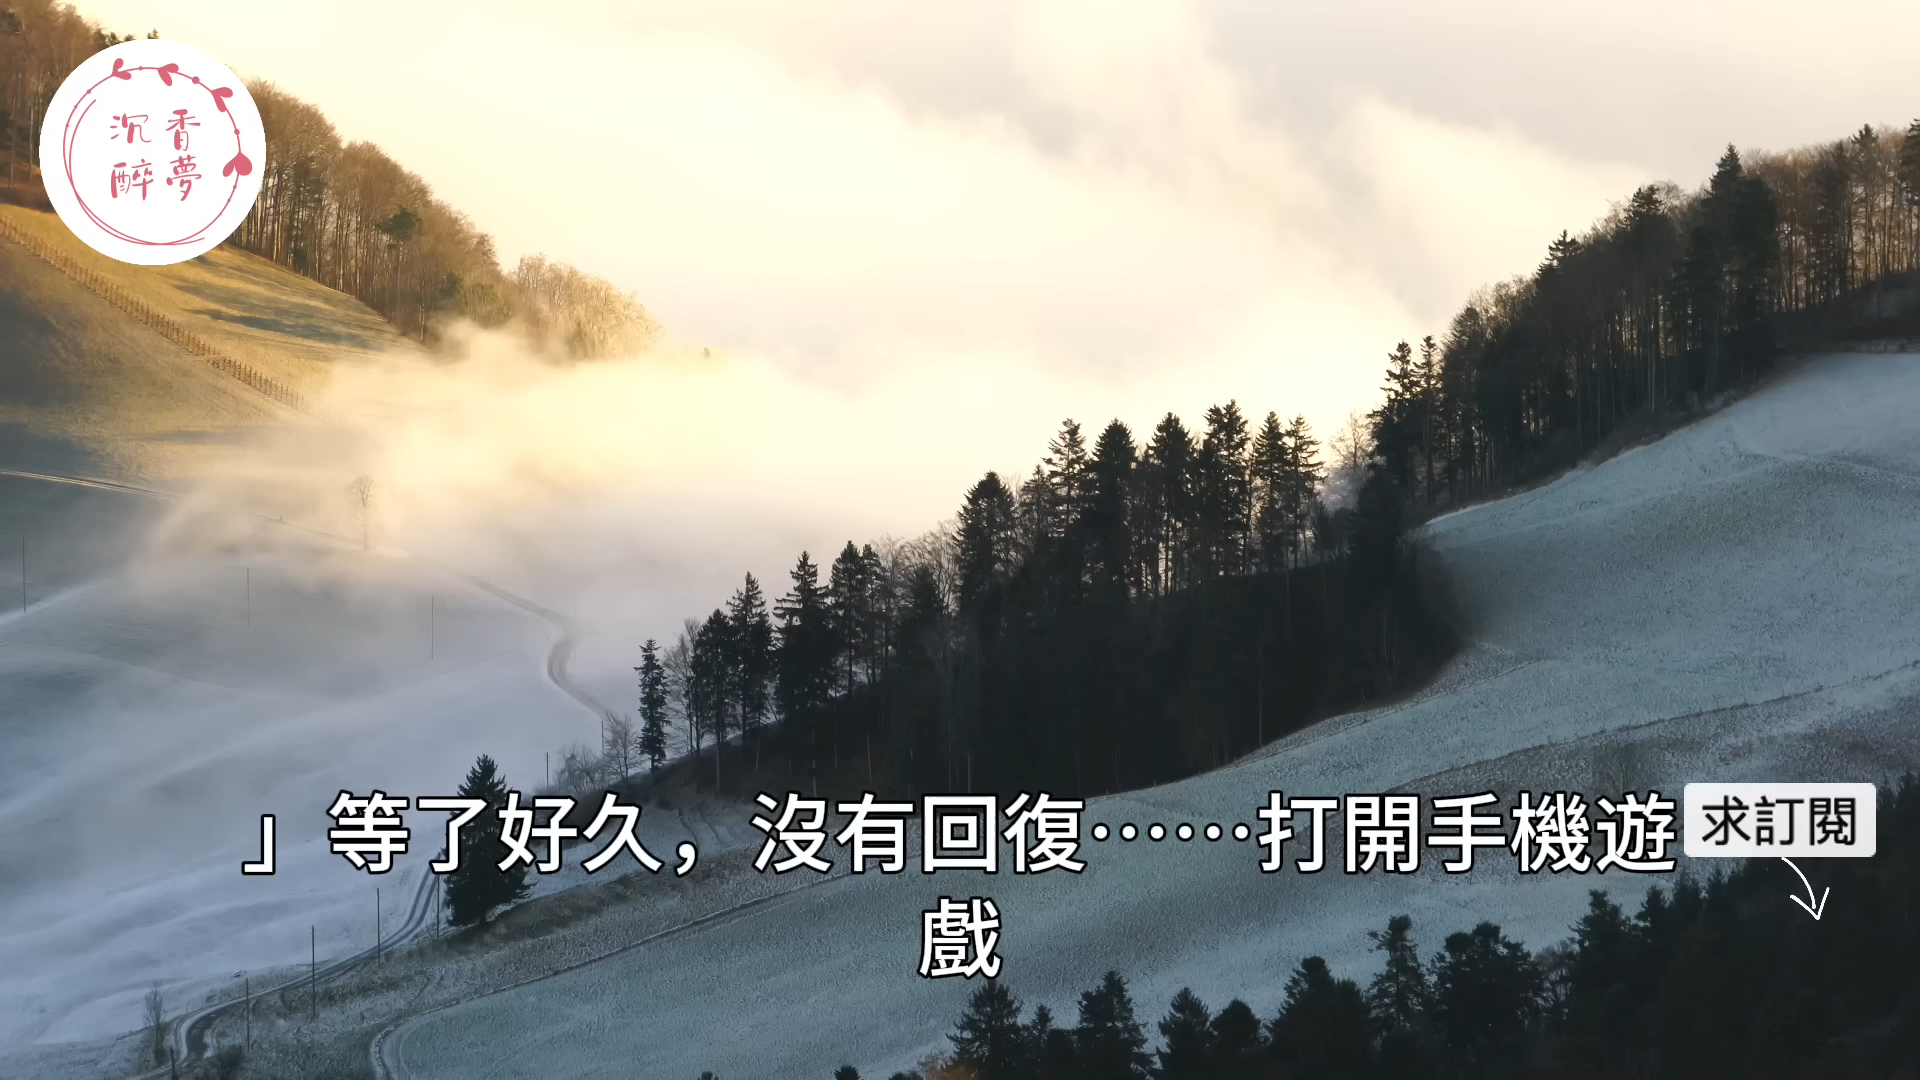 沉香
醉夢
」等了好久，沒有回復……打開手機遊
戲
求訂閱